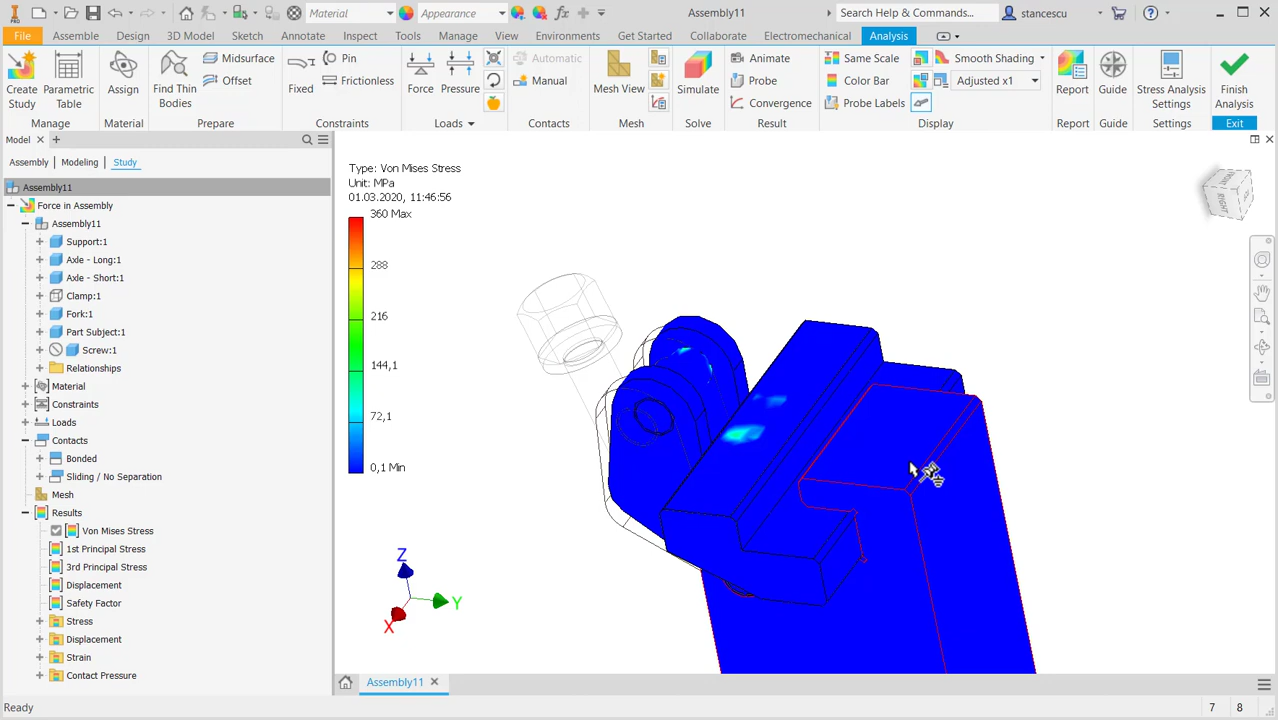 PRO
Material
Appearance
fx
Assembly11
Search Help & Commands...
stancescu
File
Assemble
Design
3D Model
Sketch
Annotate
Inspect
Tools
Manage
View
Environments
Get Started
Collaborate
Electromechanical
Analysis
Create Study
Parametric Table
Assign
Find Thin Bodies
Midsurface
Offset
Fixed
Pin
Frictionless
Force
Pressure
Automatic
Manual
Mesh View
Simulate
Animate
Probe
Convergence
Same Scale
Color Bar
Probe Labels
Smooth Shading
Adjusted x1
Report
Guide
Stress Analysis Settings
Finish Analysis
Manage
Material
Prepare
Constraints
Loads
Contacts
Mesh
Solve
Result
Display
Report
Guide
Settings
Exit
Model
Assembly
Modeling
Study
Assembly11
Force in Assembly
Assembly11
Support:1
Axle - Long:1
Axle - Short:1
Clamp:1
Fork:1
Part Subject:1
Screw:1
Relationships
Material
Constraints
Loads
Contacts
Bonded
Sliding / No Separation
Mesh
Results
Von Mises Stress
1st Principal Stress
3rd Principal Stress
Displacement
Safety Factor
Stress
Displacement
Strain
Contact Pressure
Type: Von Mises Stress
Unit: MPa
01.03.2020, 11:46:56
360 Max
288
216
144,1
72,1
0,1 Min
RIGHT
Z
Y
X
Assembly11
Ready
7
8